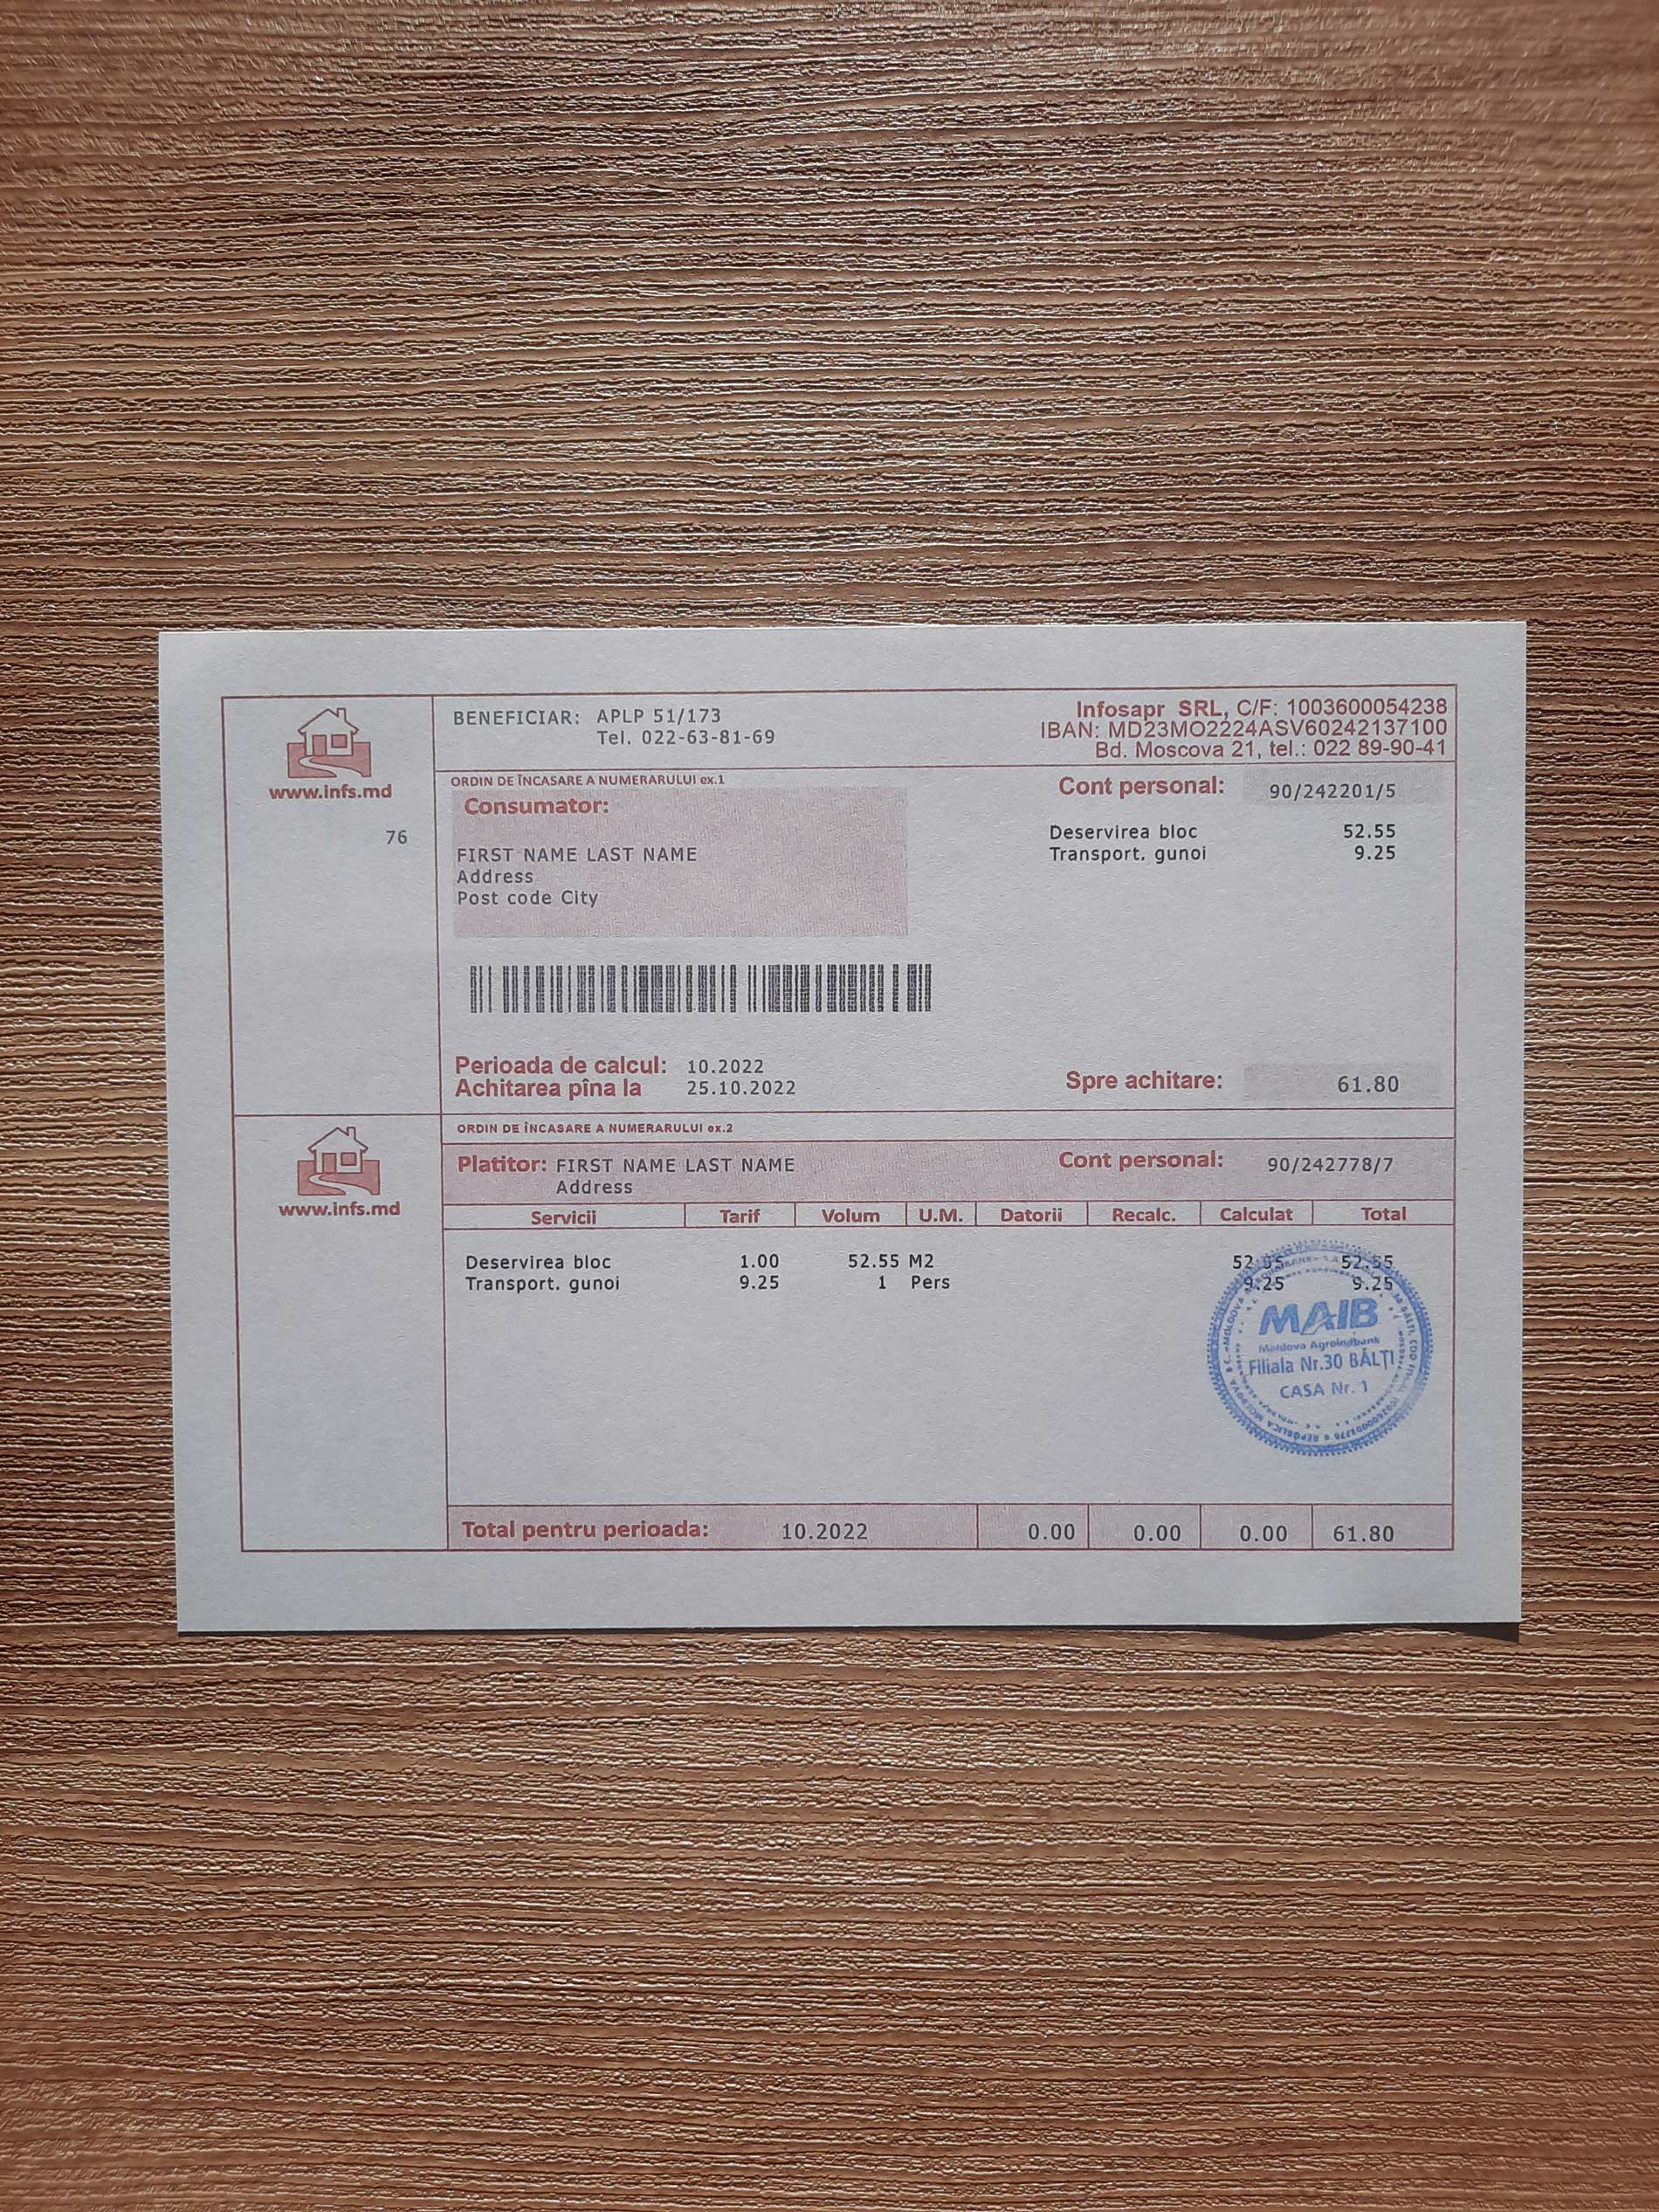 BENEFICIAR: APLP 51/173
Tel. 022-63-81-69
Infosapr SRL, C/F: 1003600054238
IBAN: MD23MO2224ASV60242137100
Bd. Moscova 21, tel.: 022 89-90-41
www.infs.md
76
ORDIN DE ÎNCASARE A NUMERARULUI ex.1
Consumator:
FIRST NAME LAST NAME
Address
Post code City
Cont personal: 90/242201/5
Deservirea bloc 52.55
Transport. gunoi 9.25
Perioada de calcul: 10.2022
Achitarea pîna la 25.10.2022
Spre achitare: 61.80
www.infs.md
ORDIN DE ÎNCASARE A NUMERARULUI ex.2
Platitor: FIRST NAME LAST NAME
Address
Cont personal: 90/242778/7
Servicii Tarif Volum U.M. Datorii Recalc. Calculat Total
Deservirea bloc 1.00 52.55 M2 52.55 52.55
Transport. gunoi 9.25 1 Pers 9.25 9.25
MAIB
Moldova Agroindbank
Filiala Nr.30 BĂLȚI
CASA Nr. 1
REPUBLICA MOLDOVA
Total pentru perioada: 10.2022 0.00 0.00 0.00 61.80